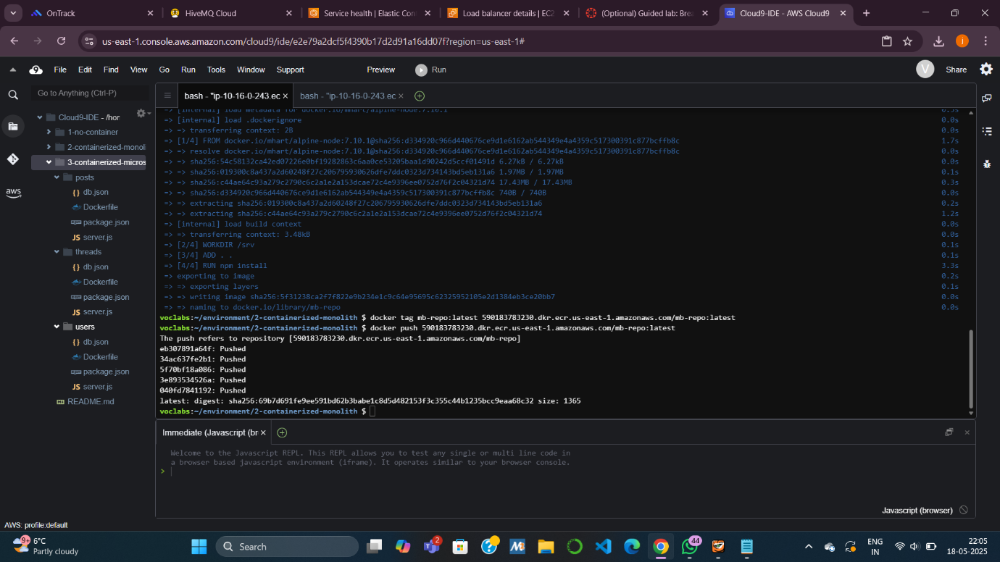 OnTrack
HiveMQ Cloud
Service health | Elastic Con
Load balancer details | EC2
(Optional) Guided lab: Brea
Cloud9-IDE - AWS Cloud9
us-east-1.console.aws.amazon.com/cloud9/ide/e2e79a2dcf5f4390b17d2d91a16dd07f?region=us-east-1#
j
File Edit Find View Go Run Tools Window Support Preview Run
V Share
Go to Anything (Ctrl-P)
bash - "ip-10-16-0-243.ec
bash - "ip-10-16-0-243.ec
Cloud9-IDE - /hor
1-no-container
2-containerized-monoli
3-containerized-micros
posts
db.json
Dockerfile
package.json
server.js
threads
db.json
Dockerfile
package.json
server.js
users
db.json
Dockerfile
package.json
server.js
README.md
aws
=> [internal] load metadata for docker.io/mhart/alpine-node:7.10.1 0.5s
=> [internal] load .dockerignore 0.0s
=> => transferring context: 2B 0.0s
=> [1/4] FROM docker.io/mhart/alpine-node:7.10.1@sha256:d334920c966d440676ce9d1e6162ab544349e4a4359c517300391c877bcffb8c 1.7s
=> => resolve docker.io/mhart/alpine-node:7.10.1@sha256:d334920c966d440676ce9d1e6162ab544349e4a4359c517300391c877bcffb8c 0.0s
=> => sha256:54c58132ca42ed07226e0bf19282863c6aa0ce53205baa1d90242d5ccf01491d 6.27kB / 6.27kB 0.0s
=> => sha256:019300c8a437a2d60248f27c206795930626dfe7ddc0323d734143bd5eb131a6 1.97MB / 1.97MB 0.1s
=> => sha256:c44ae64c93a279c2790c6c2a1e2a153dcae72c4e9396ee0752d76f2c04321d74 17.43MB / 17.43MB 0.3s
=> => sha256:d334920c966d440676ce9d1e6162ab544349e4a4359c517300391c877bcffb8c 740B / 740B 0.0s
=> => extracting sha256:019300c8a437a2d60248f27c206795930626dfe7ddc0323d734143bd5eb131a6 0.2s
=> => extracting sha256:c44ae64c93a279c2790c6c2a1e2a153dcae72c4e9396ee0752d76f2c04321d74 1.2s
=> [internal] load build context 0.0s
=> => transferring context: 3.48kB 0.0s
=> [2/4] WORKDIR /srv 0.1s
=> [3/4] ADD . . 0.1s
=> [4/4] RUN npm install 3.3s
=> exporting to image 0.2s
=> => exporting layers 0.1s
=> => writing image sha256:5f31238ca2f7f822e9b234e1c9c64e95695c62325952105e2d1384eb3ce20bb7 0.0s
=> => naming to docker.io/library/mb-repo 0.0s
voclabs:~/environment/2-containerized-monolith $ docker tag mb-repo:latest 590183783230.dkr.ecr.us-east-1.amazonaws.com/mb-repo:latest
voclabs:~/environment/2-containerized-monolith $ docker push 590183783230.dkr.ecr.us-east-1.amazonaws.com/mb-repo:latest
The push refers to repository [590183783230.dkr.ecr.us-east-1.amazonaws.com/mb-repo]
eb307891a64f: Pushed
34ac637fe2b1: Pushed
5f70bf18a086: Pushed
3e893534526a: Pushed
040fd7841192: Pushed
latest: digest: sha256:69b7d691fe9ee591bd62b3babe1c8d5d482153f3c355c44b1235bcc9eaa68c32 size: 1365
voclabs:~/environment/2-containerized-monolith $
Immediate (Javascript (br
Welcome to the Javascript REPL. This REPL allows you to test any single or multi line code in
a browser based javascript environment (iframe). It operates similar to your browser console.
>
Javascript (browser)
AWS: profile:default
9+
6°C
Partly cloudy
Search
2
44
ENG
IN
22:05
18-05-2025